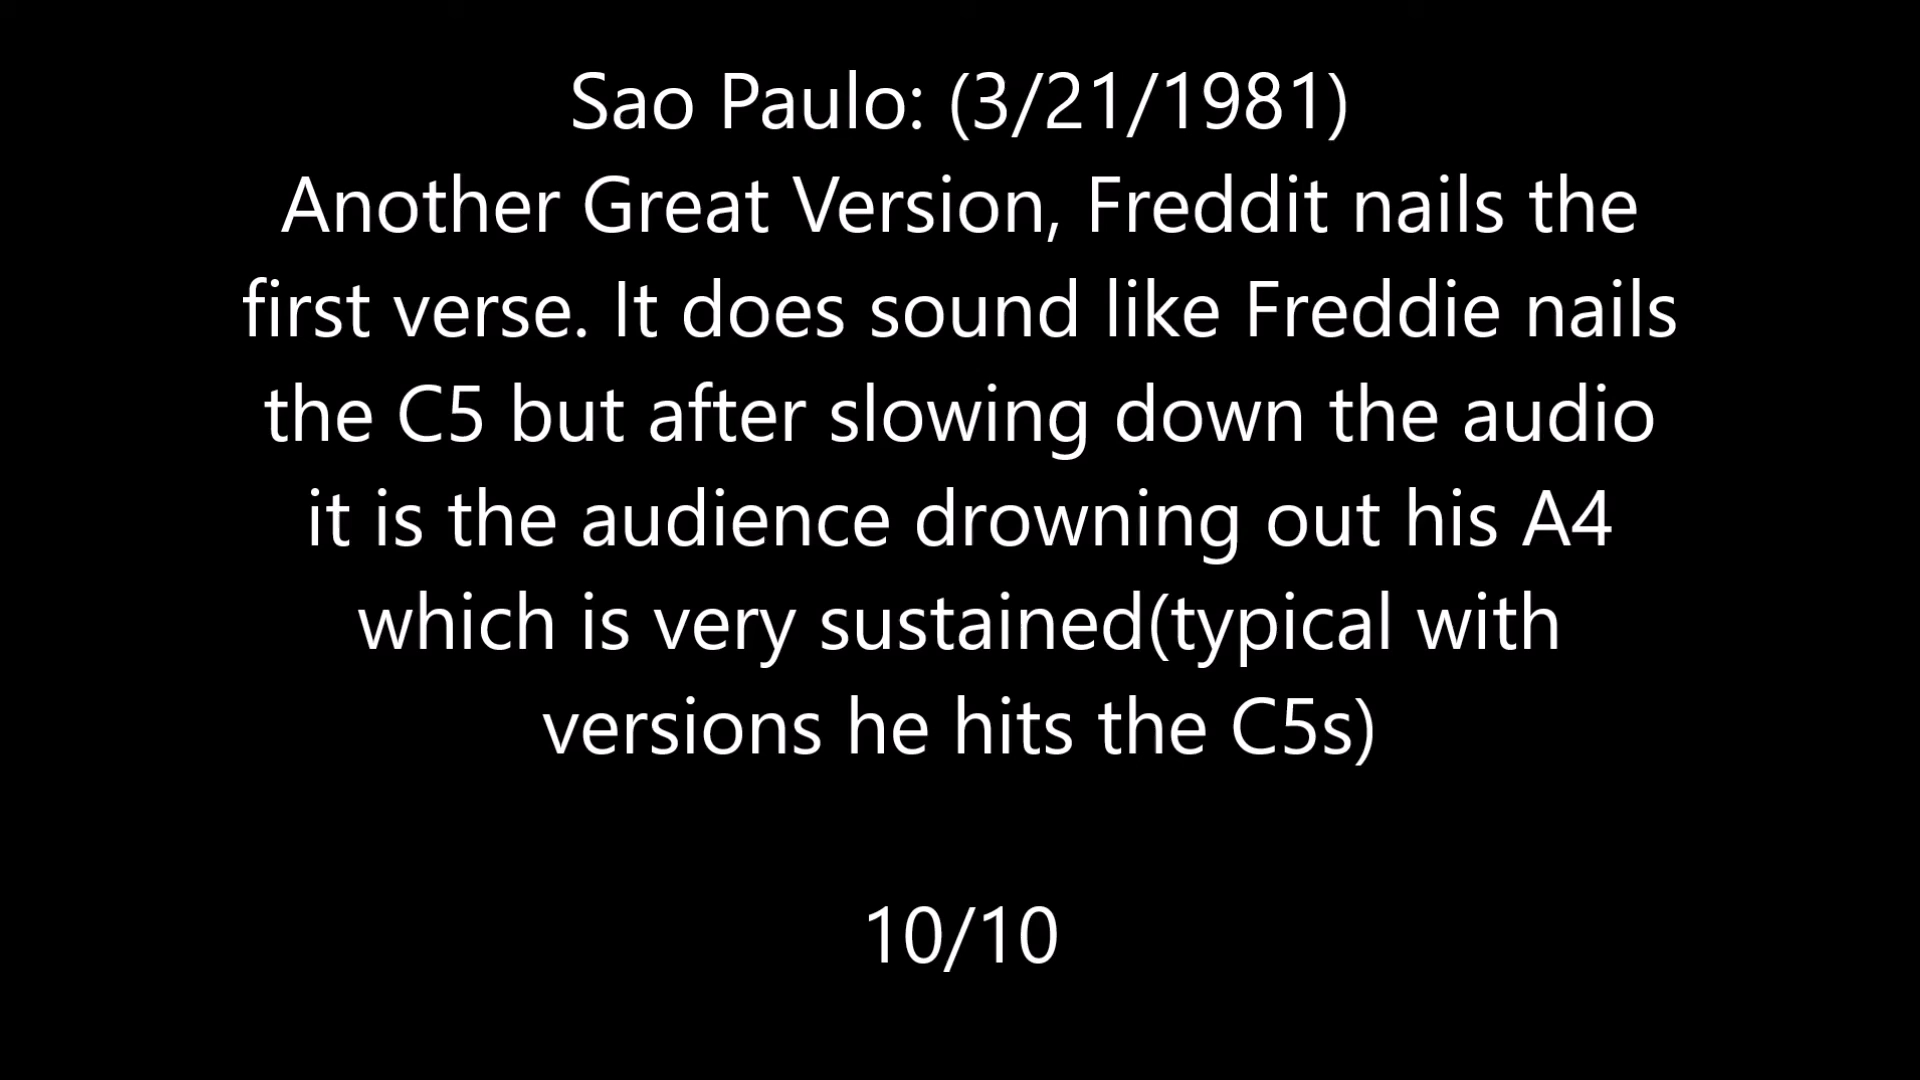 Sao Paulo: (3/21/1981)
Another Great Version, Freddit nails the
first verse. It does sound like Freddie nails
the C5 but after slowing down the audio
it is the audience drowning out his A4
which is very sustained(typical with
versions he hits the C5s)
10/10